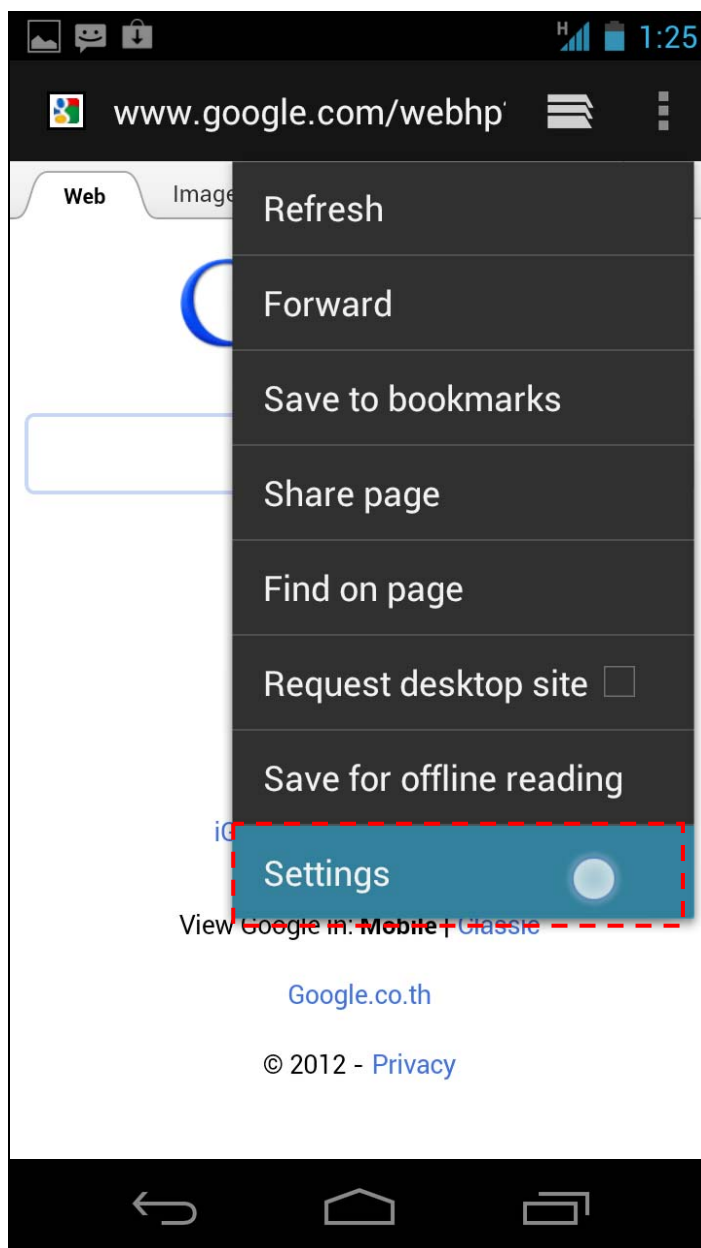 H 1:25
www.google.com/webhp
Web Image
Refresh
Forward
Save to bookmarks
Share page
Find on page
Request desktop site
Save for offline reading
Settings
View Google in: Mobile | Classic
Google.co.th
© 2012 - Privacy